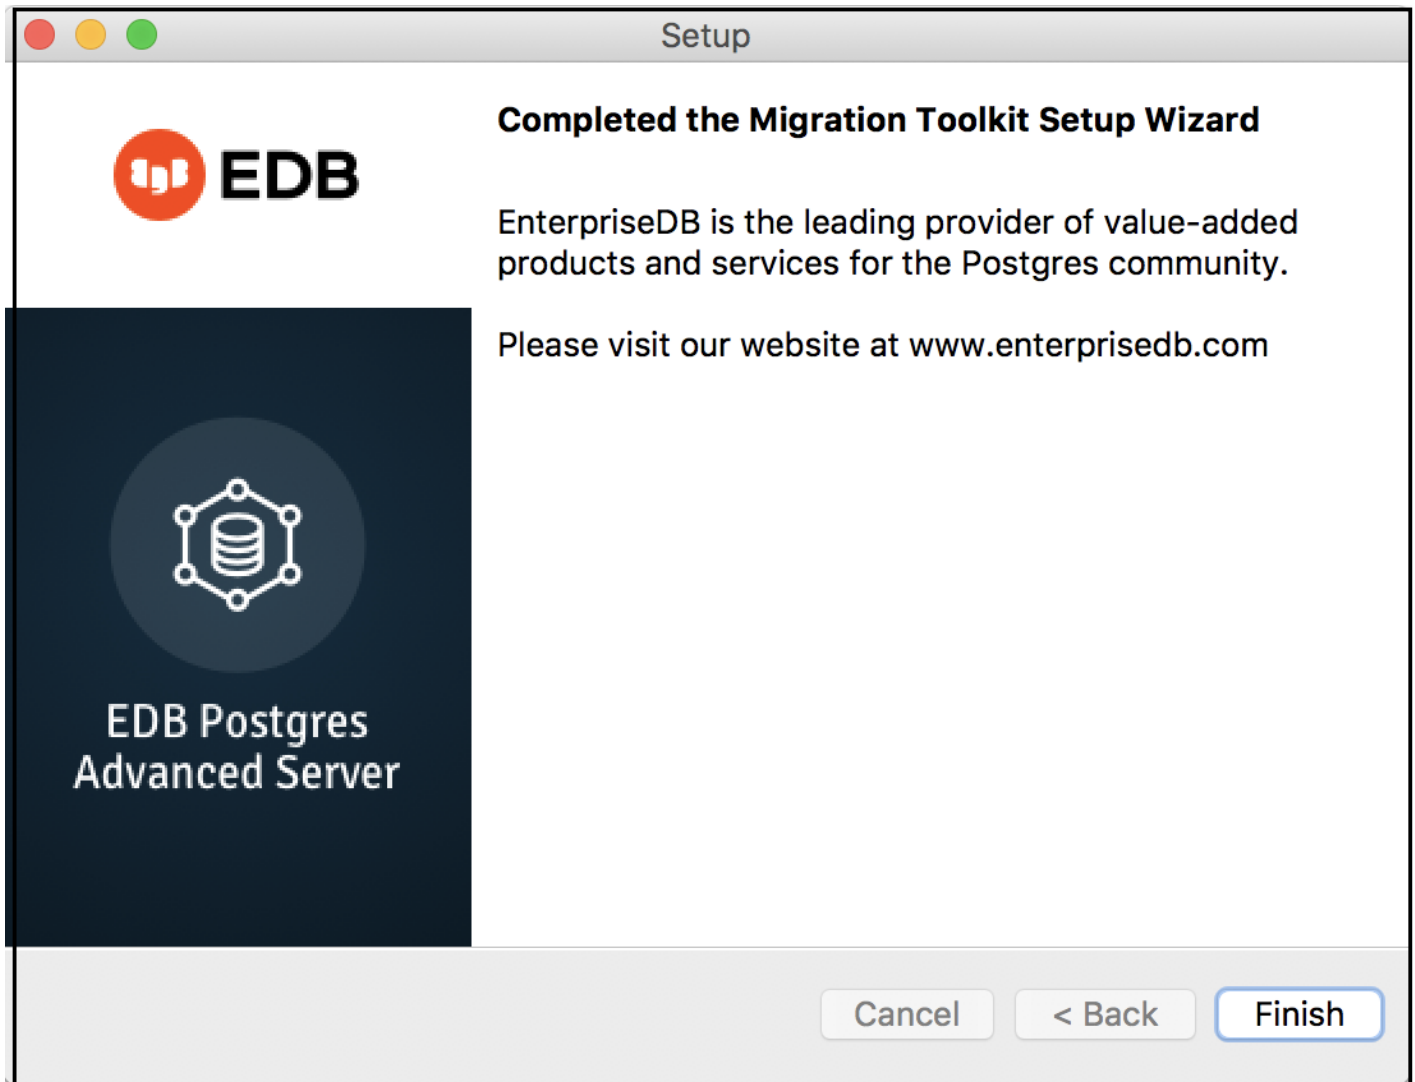 Setup
EDB
Completed the Migration Toolkit Setup Wizard
EnterpriseDB is the leading provider of value-added
products and services for the Postgres community.
Please visit our website at www.enterprisedb.com
EDB Postgres
Advanced Server
Cancel
< Back
Finish